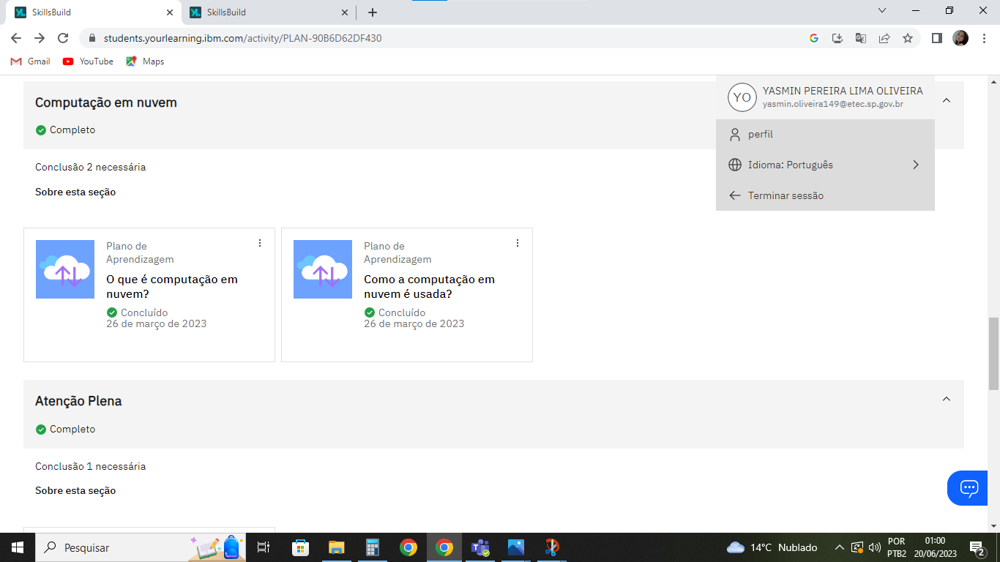 SkillsBuild
SkillsBuild
students.yourlearning.ibm.com/activity/PLAN-90B6D62DF430
Gmail
YouTube
Maps
Computação em nuvem
Completo
YO
YASMIN PEREIRA LIMA OLIVEIRA
yasmin.oliveira149@etec.sp.gov.br
perfil
Idioma: Português
Terminar sessão
Conclusão 2 necessária
Sobre esta seção
Plano de
Aprendizagem
O que é computação em
nuvem?
Concluído
26 de março de 2023
Plano de
Aprendizagem
Como a computação em
nuvem é usada?
Concluído
26 de março de 2023
Atenção Plena
Completo
Conclusão 1 necessária
Sobre esta seção
Pesquisar
14°C Nublado
POR
PTB2
01:00
20/06/2023
2